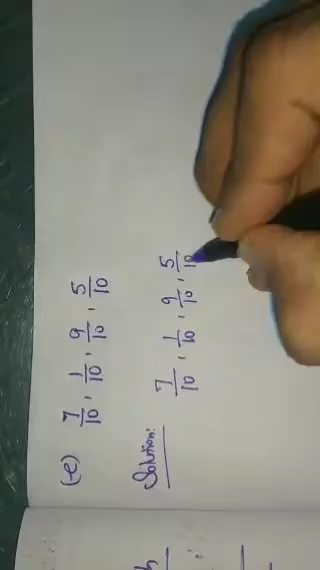 (e) 7/10, 1/10, 9/10, 5/10
Solution: 7/10, 1/10, 9/10, 5/10